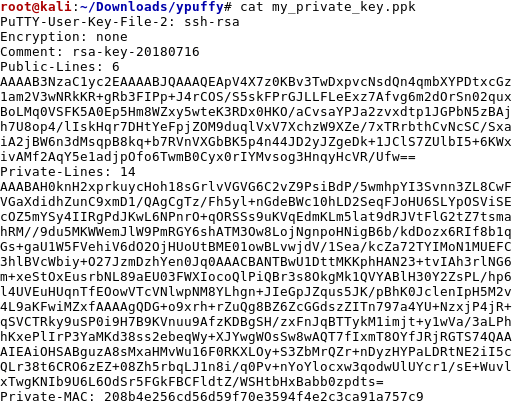 root@kali:~/Downloads/ypuffy# cat my_private_key.ppk
PuTTY-User-Key-File-2: ssh-rsa
Encryption: none
Comment: rsa-key-20180716
Public-Lines: 6
AAAAB3NzaC1yc2EAAAABJQAAAQEApV4X7z0KBv3TwDxpvcNsdQn4qmbXYPDtxcGz
1am2V3wNRkKR+gRb3FIPp+J4rCOS/S5skFPrGJLLFLeExz7Afvg6m2dOrSn02qux
BoLMq0VSFK5A0Ep5Hm8WZxy5wteK3RDx0HKO/aCvsaYPJa2zvxdtp1JGPbN5zBAj
h7U8op4/lIskHqr7DHtYeFpjZOM9duqlVxV7XchzW9XZe/7xTRrbthCvNcSC/Sxa
iA2jBW6n3dMsqpB8kq+b7RVnVXGbBK5p4n44JD2yJZgeDk+1JClS7ZUlbI5+6KWx
ivAMf2AqY5e1adjpOfo6TwmB0Cyx0rIYMvsog3HnqyHcVR/Ufw==
Private-Lines: 14
AAABAH0knH2xprkuycHoh18sGrlvVGVG6C2vZ9PsiBdP/5wmhpYI3Svnn3ZL8CwF
VGaXdidhZunC9xmD1/QAgCgTz/Fh5yl+nGdeBWc10hLD2SeqFJoHU6SLYpOSViSE
cOZ5mYSy4IIRgPdJKwL6NPnrO+qORSSs9uKVqEdmKLm5lat9dRJVtFlG2tZ7tsma
hRM//9du5MKWWemJlW9PmRGY6shATM3Ow8LojNgnpoHNigB6b/kdDozx6RIf8b1q
Gs+gaU1W5FVehiV6dO2OjHUoUtBME01owBLvwjdV/1Sea/kcZa72TYIMoN1MUEFC
3hlBVcWbiy+O27JzmDzhYen0Jq0AAACBANTBwU1DttMKKphHAN23+tvIAh3rlNG6
m+xeStOxEusrbNL89aEU03FWXIocoQlPiQBr3s8OkgMk1QVYABlH30Y2ZsPL/hp6
l4UVEuHUqnTfEOowVTcVNlwpNM8YLhgn+JIeGpJZqus5JK/pBhK0JclenIpH5M2v
4L9aKFwiMZxfAAAAgQDG+o9xrh+rZuQg8BZ6ZcGGdszZITn797a4YU+NzxjP4jR+
qSVCTRky9uSP0i9H7B9KVnuu9AfzKDBgSH/zxFnJqBTTykM1imjt+y1wVa/3aLPh
hKxePlIrP3YaMKd38ss2ebeqWy+XJYwgWOsSw8wAQT7fIxmT8OYfJRjRGTS74QAA
AIEAiOHSABguzA8sMxaHMvWu16F0RKXLOy+S3ZbMrQZr+nDyzHYPaLDRtNE2iI5c
QLr38t6CRO6zEZ+08Zh5rbqLJ1n8i/q0Pv+nYoYlocxw3qodwUlUYcr1/sE+Wuvl
xTwgKNIb9U6L6OdSr5FGkFBCFldtZ/WSHtbHxBabb0zpdts=
Private-MAC: 208b4e256cd56d59f70e3594f4e2c3ca91a757c9